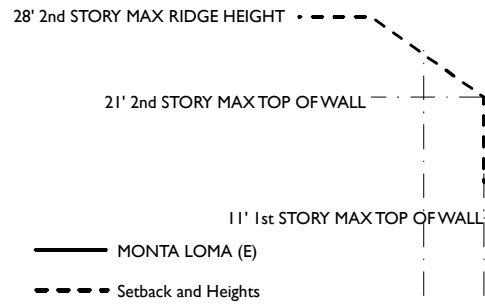 28' 2nd STORY MAX RIDGE HEIGHT
21' 2nd STORY MAX TOP OF WALL
11' 1st STORY MAX TOP OF WALL
MONTA LOMA (E)
Setback and Heights